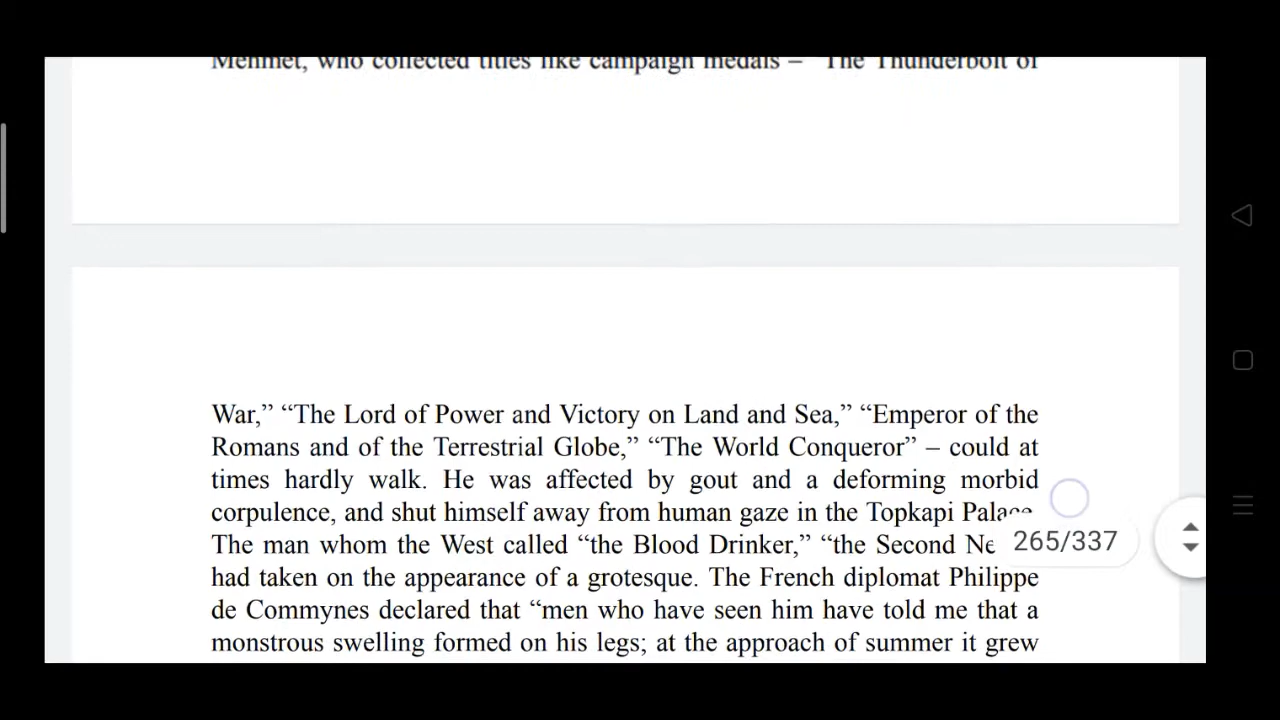 Mehmet, who collected titles like campaign medals – “The Thunderbolt of
War,” “The Lord of Power and Victory on Land and Sea,” “Emperor of the
Romans and of the Terrestrial Globe,” “The World Conqueror” – could at
times hardly walk. He was affected by gout and a deforming morbid
corpulence, and shut himself away from human gaze in the Topkapi Palace.
The man whom the West called “the Blood Drinker,” “the Second
265/337
had taken on the appearance of a grotesque. The French diplomat Philippe
de Commynes declared that “men who have seen him have told me that a
monstrous swelling formed on his legs; at the approach of summer it grew